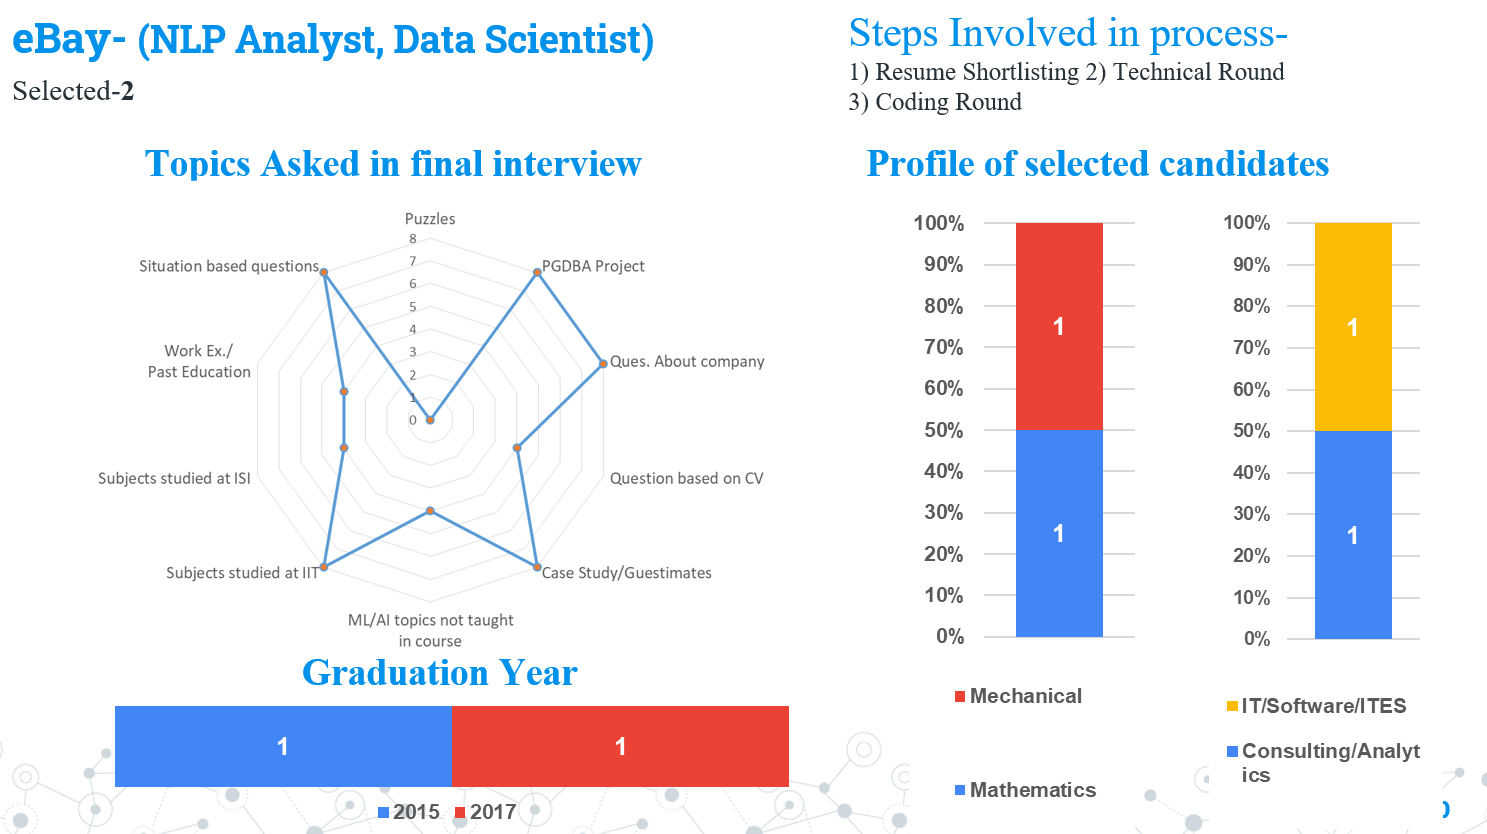 eBay- (NLP Analyst, Data Scientist)
Selected-2
Steps Involved in process-
1) Resume Shortlisting 2) Technical Round
3) Coding Round
Topics Asked in final interview
Puzzles
8
7
6
5
4
3
2
1
0
PGDBA Project
Ques. About company
Question based on CV
Case Study/Guestimates
ML/AI topics not taught
in course
Subjects studied at IIT
Subjects studied at ISI
Work Ex./
Past Education
Situation based questions
Graduation Year
1 1
2015 2017
Profile of selected candidates
100%
90%
80%
70%
60%
50%
40%
30%
20%
10%
0%
1
1
Mechanical
Mathematics
100%
90%
80%
70%
60%
50%
40%
30%
20%
10%
0%
1
1
IT/Software/ITES
Consulting/Analyt
ics